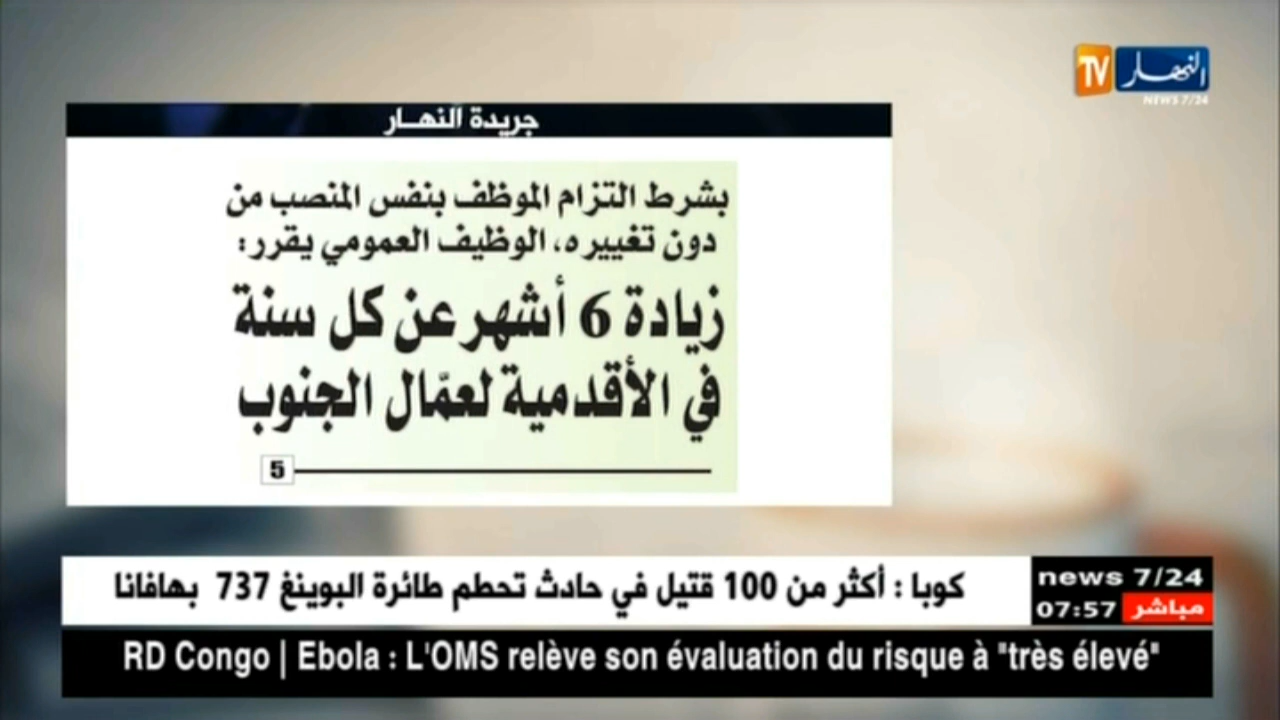 TV النهار
NEWS 7/24
جريدة النهــار
بشرط التزام الموظف بنفس المنصب من
دون تغييره، الوظيف العمومي يقرر:
زيادة 6 أشهر عن كل سنة
في الأقدمية لعمّال الجنوب
5
كوبا : أكثر من 100 قتيل في حادث تحطم طائرة البوينغ 737 بهافانا
news 7/24
07:57 مباشر
RD Congo | Ebola : L'OMS relève son évaluation du risque à "très élevé"